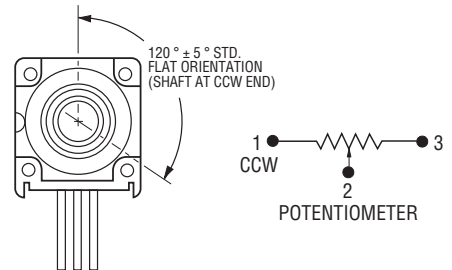 120 ° ± 5 ° STD.
FLAT ORIENTATION
(SHAFT AT CCW END)
1
3
CCW
2
POTENTIOMETER